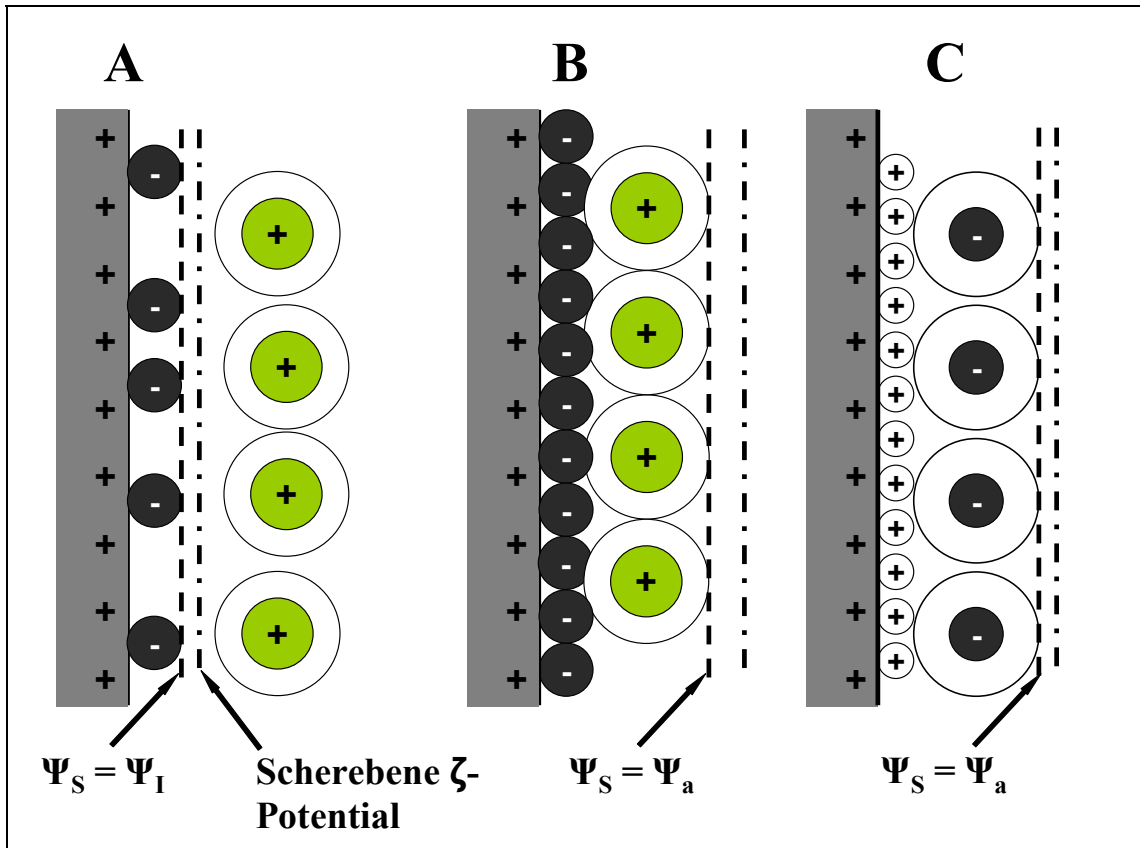 A B C
Ψ_S = Ψ_I
Scherebene ζ-
Potential
Ψ_S = Ψ_a
Ψ_S = Ψ_a